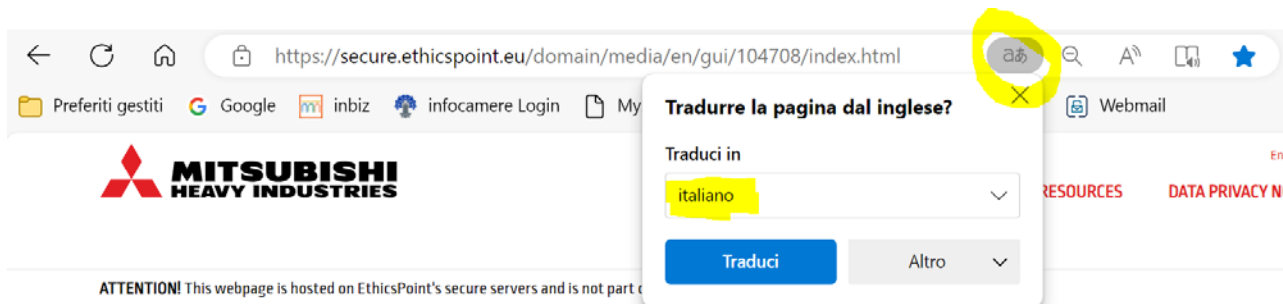 https://secure.ethicspoint.eu/domain/media/en/gui/104708/index.html aあ A
Preferiti gestiti G Google inbiz infocamere Login My Webmail
Tradurre la pagina dal inglese?
Traduci in
italiano
Traduci Altro
MITSUBISHI
HEAVY INDUSTRIES
En
RESOURCES DATA PRIVACY N
ATTENTION! This webpage is hosted on EthicsPoint's secure servers and is not part